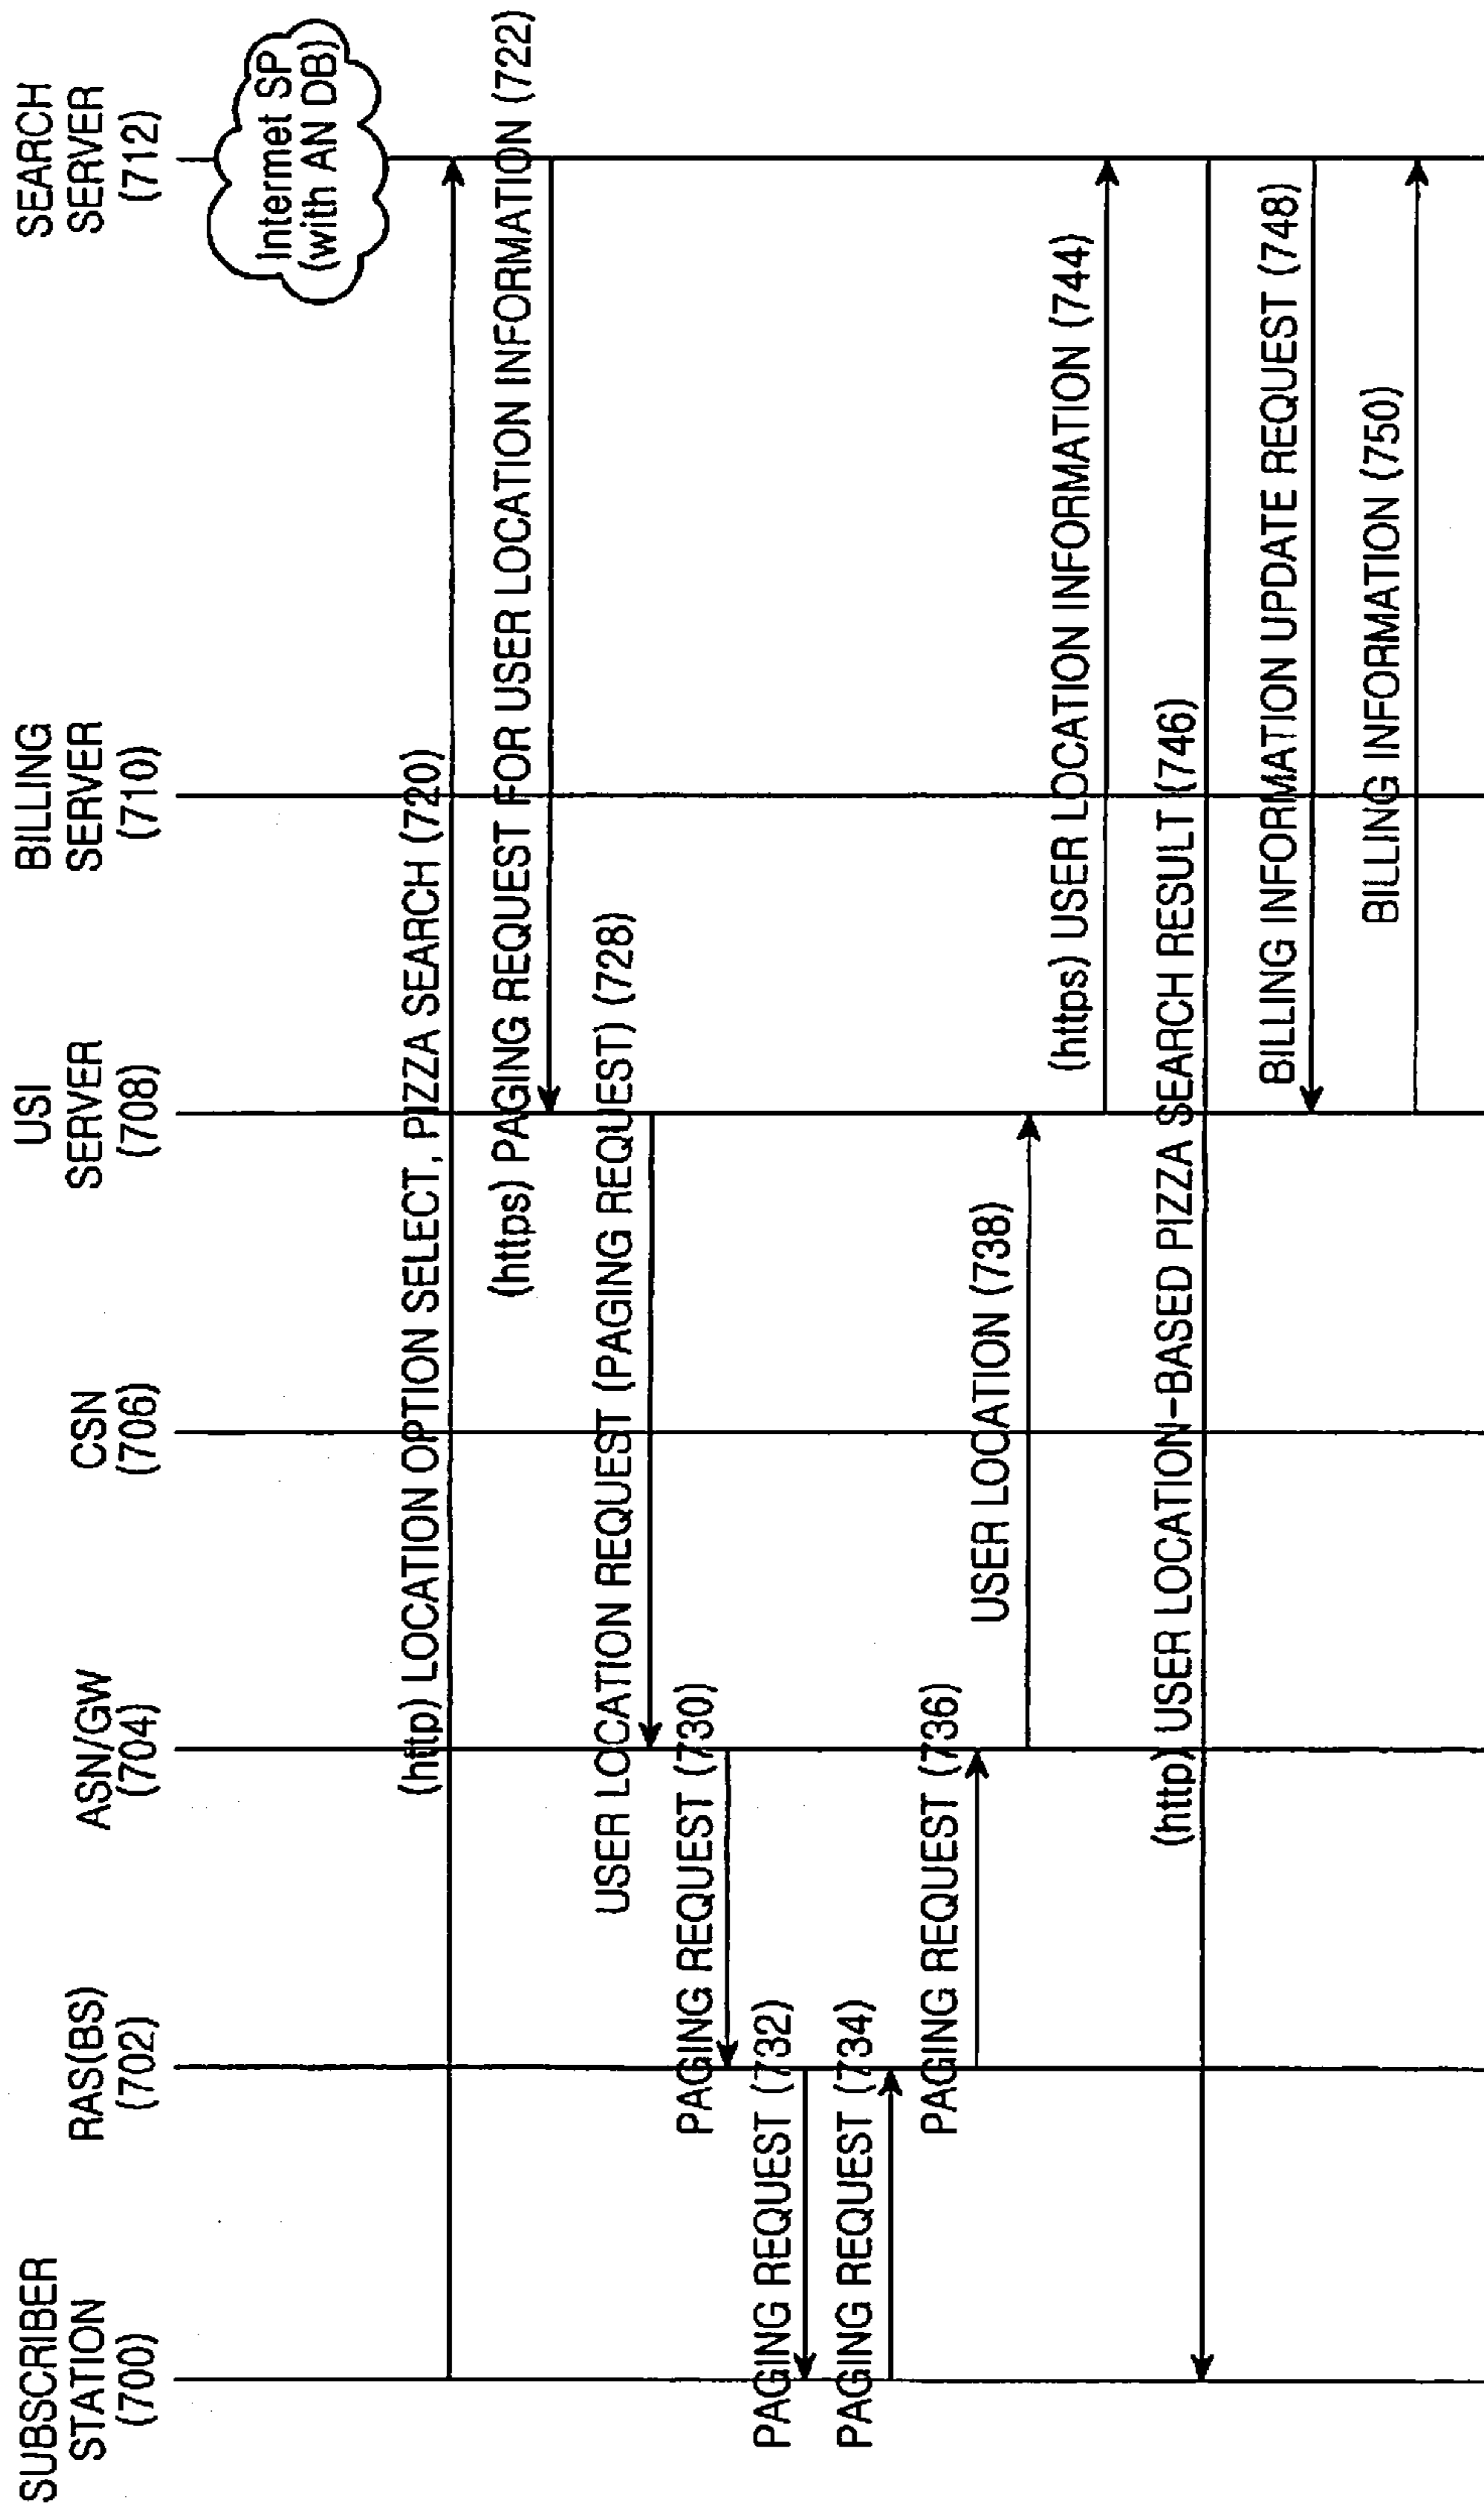 SUBSCRIBER
STATION
(700)
RAS(BS)
(702)
ASN/GW
(704)
CSN
(706)
USI
SERVER
(708)
BILLING
SERVER
(710)
SEARCH
SERVER
(712)
Intermet SP
(with AN DB)
(http) LOCATION OPTION SELECT, PIZZA SEARCH (720)
(https) PAGING REQUEST FOR USER LOCATION INFORMATION (722)
USER LOCATION REQUEST (PAGING REQUEST) (728)
PAGING REQUEST (730)
PAGING REQUEST (732)
PAGING REQUEST (734)
PAGING REQUEST (736)
USER LOCATION (738)
(https) USER LOCATION INFORMATION (744)
(http) USER LOCATION-BASED PIZZA SEARCH RESULT (746)
BILLING INFORMATION UPDATE REQUEST (748)
BILLING INFORMATION (750)